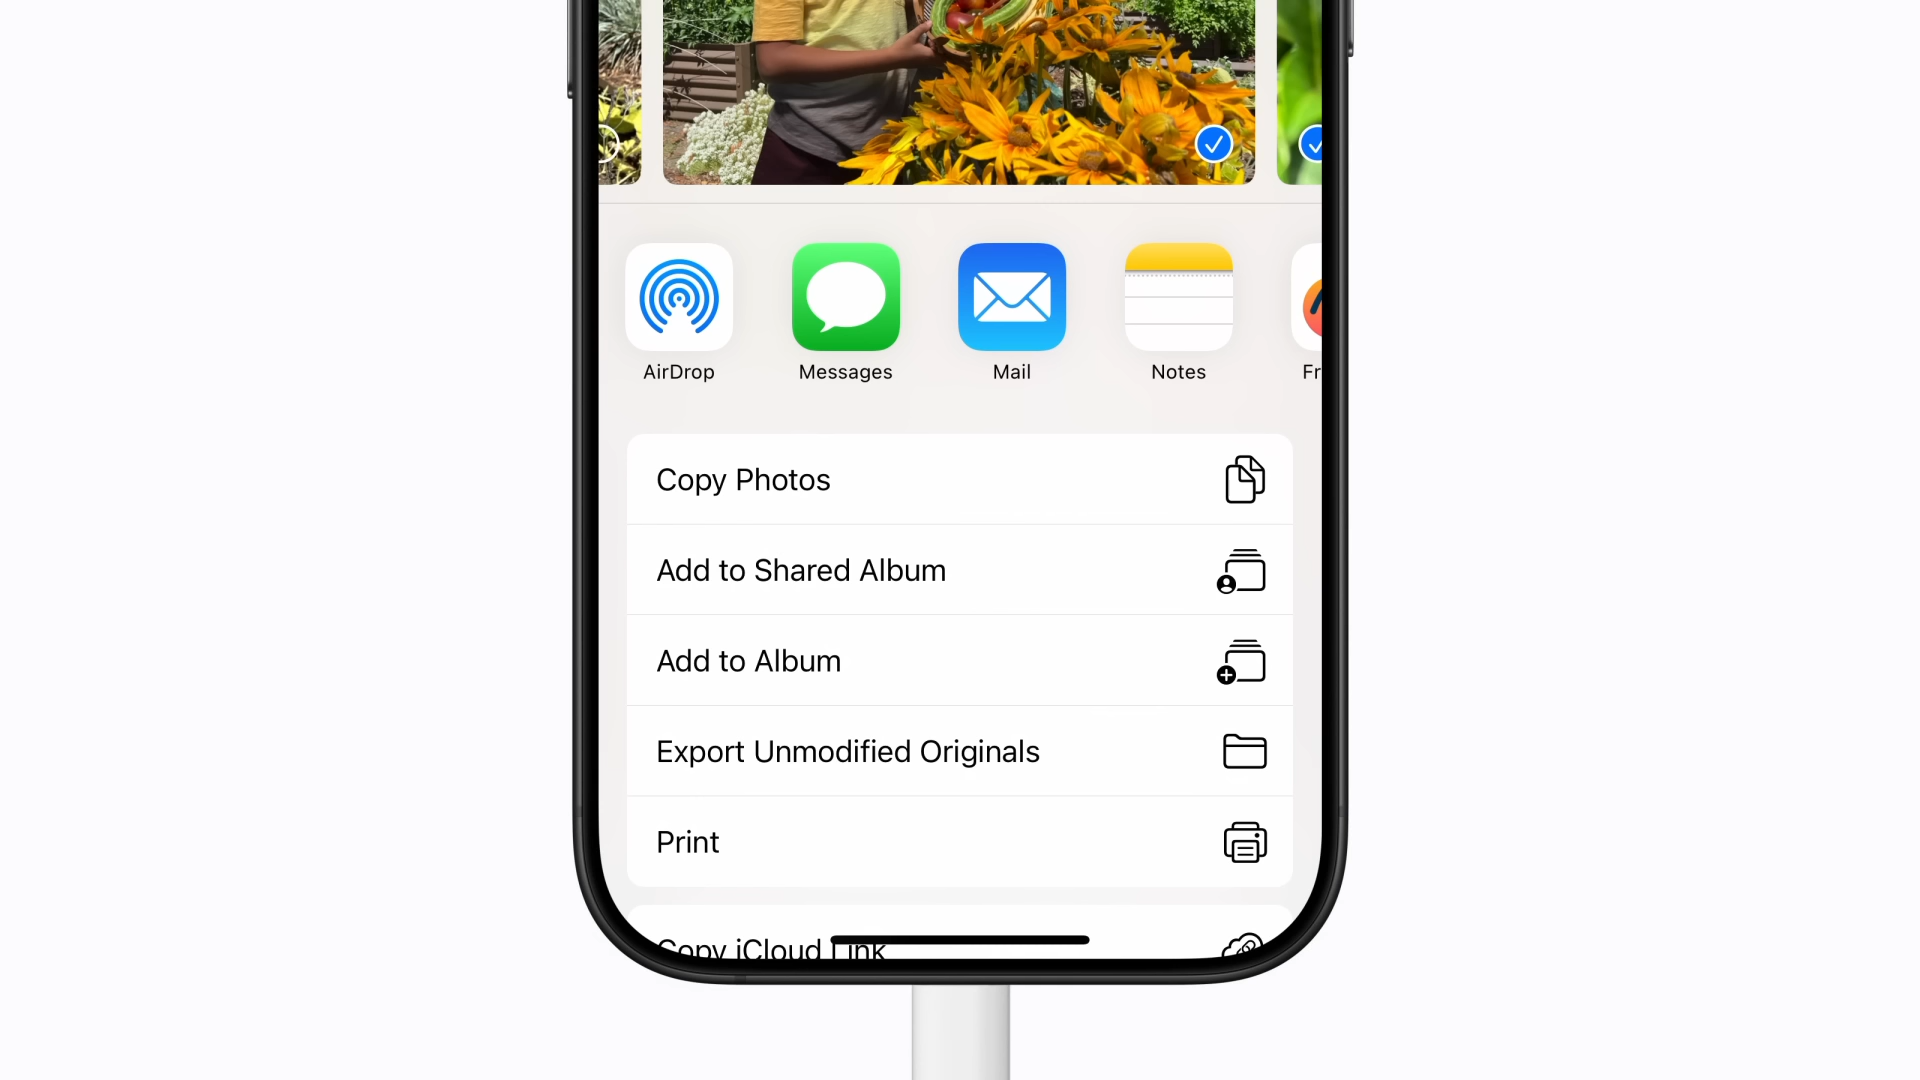 AirDrop
Messages
Mail
Notes
Fr
Copy Photos
Add to Shared Album
Add to Album
Export Unmodified Originals
Print
Copy iCloud Link